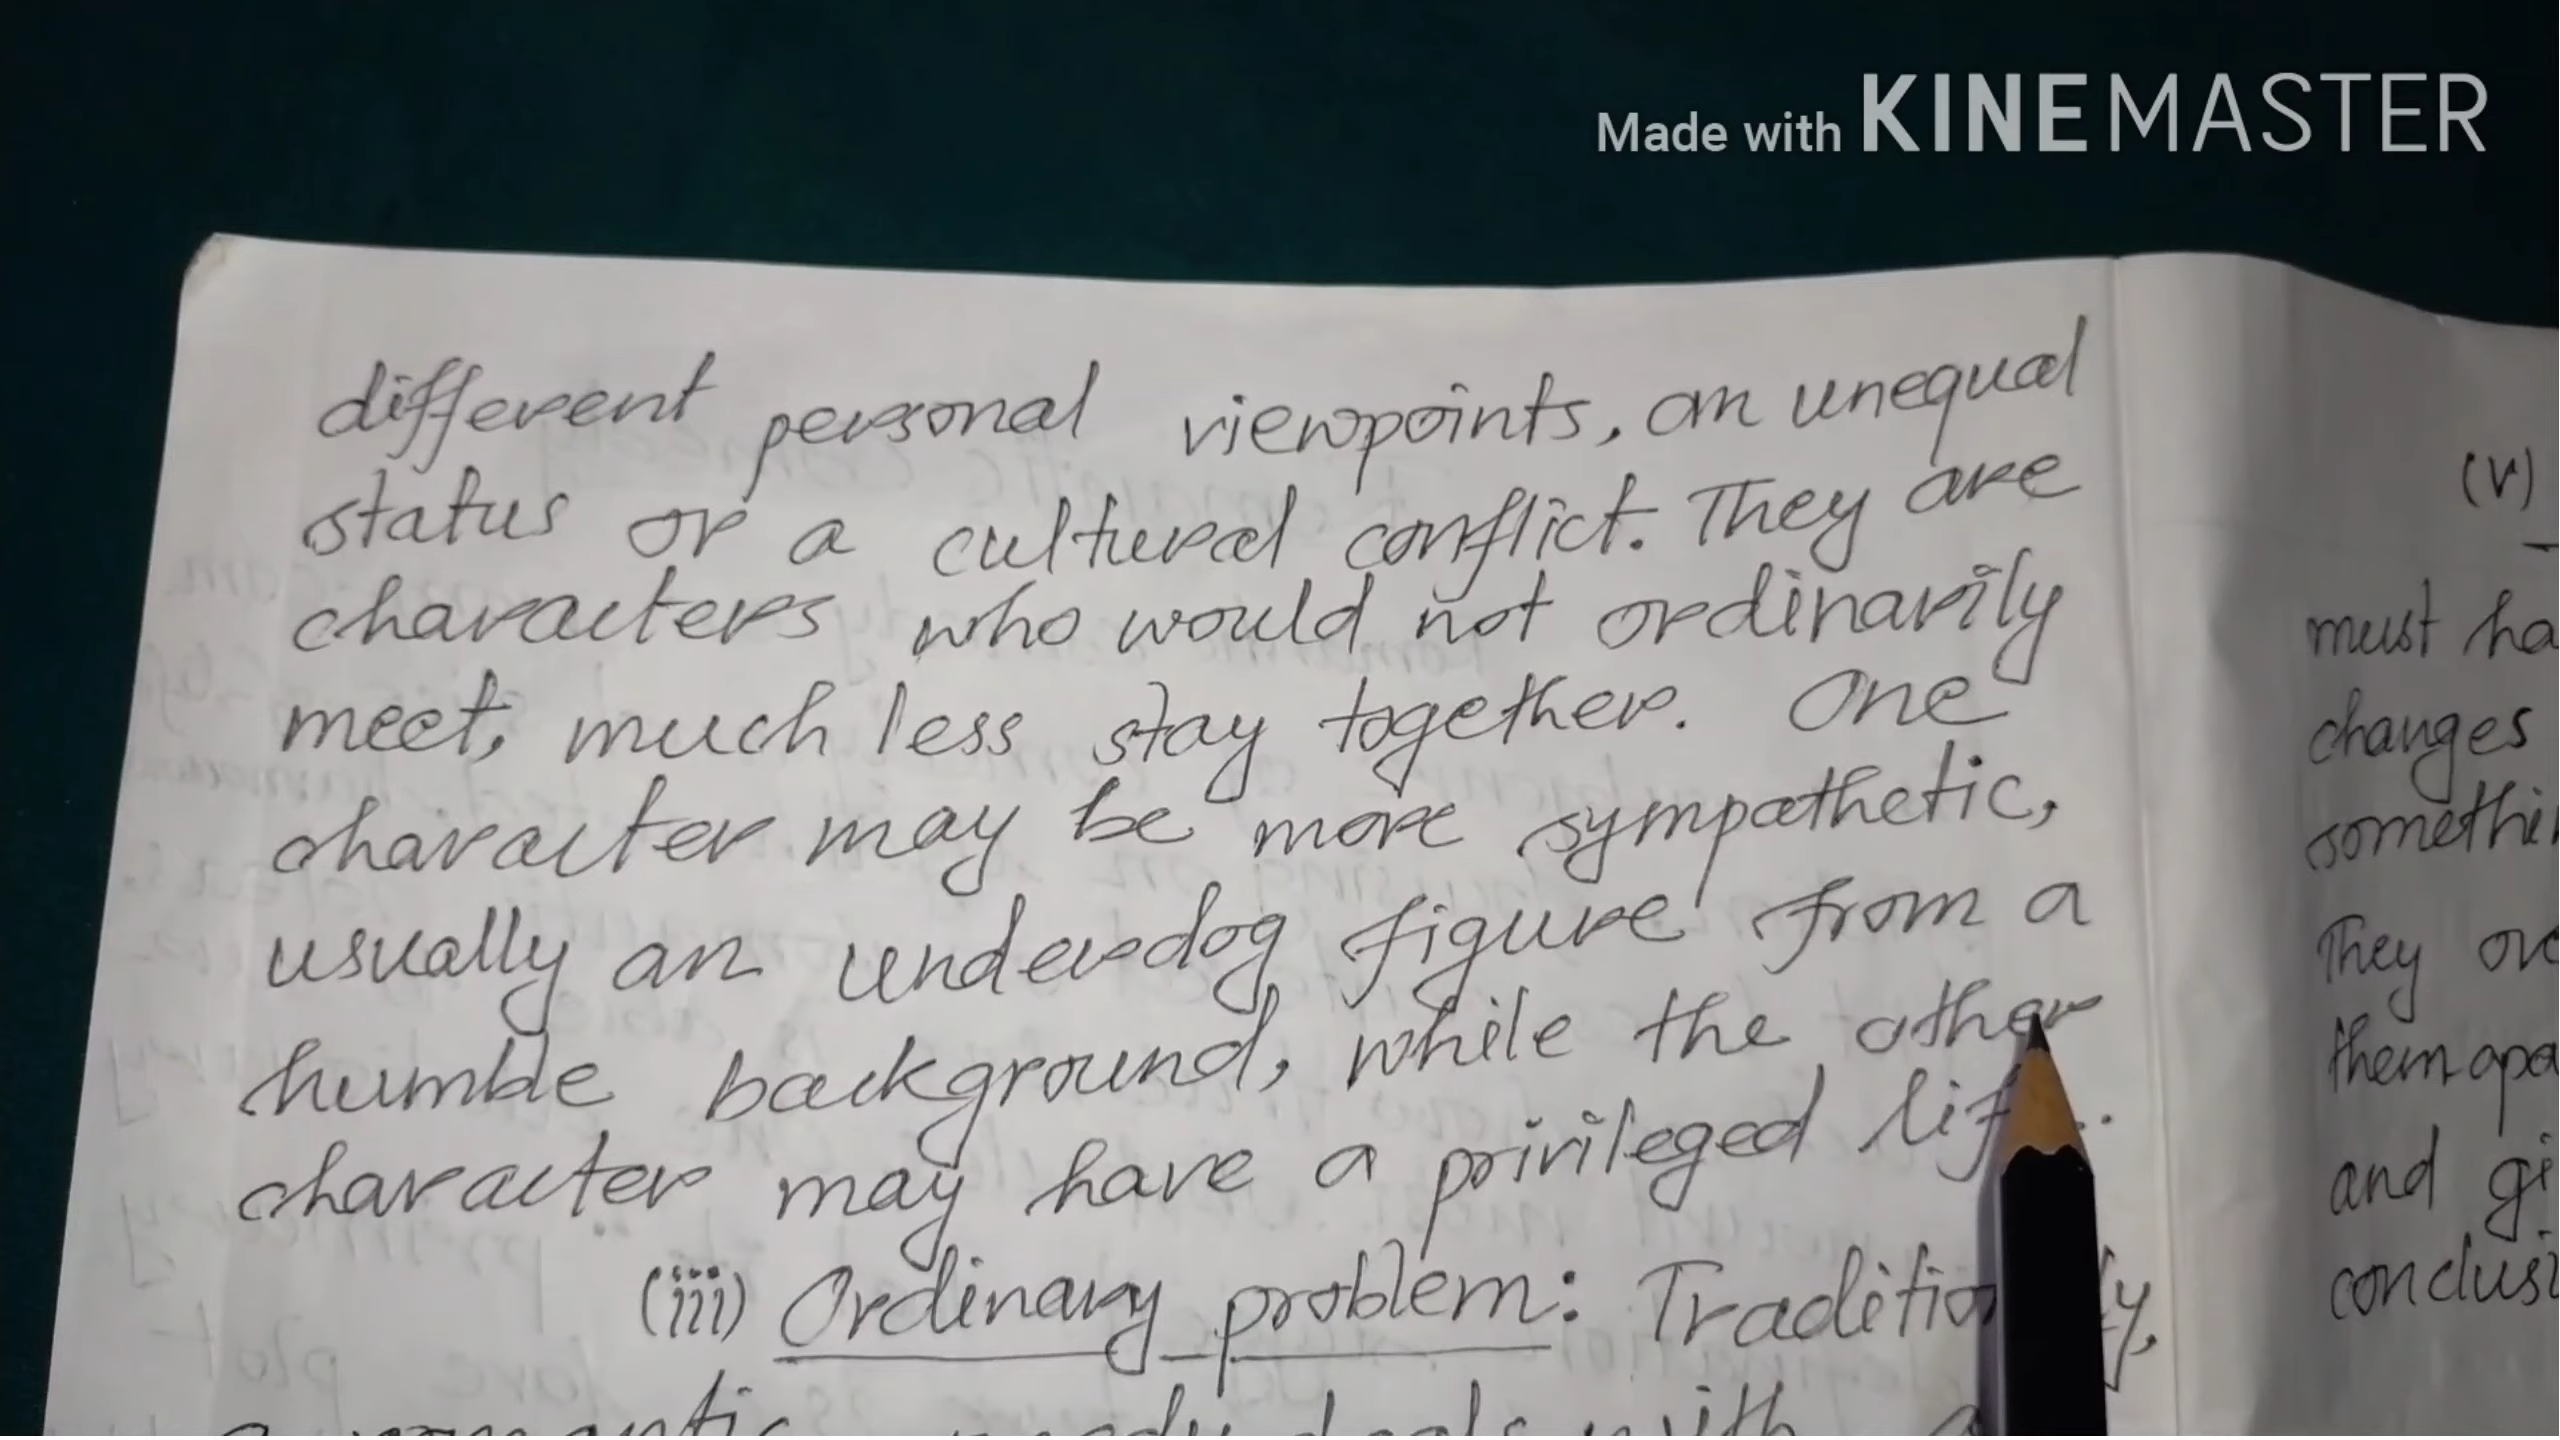 Made with KINEMASTER
different personal viewpoints, an unequal
status or a cultural conflict. They are
characters who would not ordinarily
meet, much less stay together. One
character may be more sympathetic,
usually an underdog figure from a
humble background, while the other
character may have a privileged
(iii) Ordinary problem:
deals with
(v)
must
changes
They
and